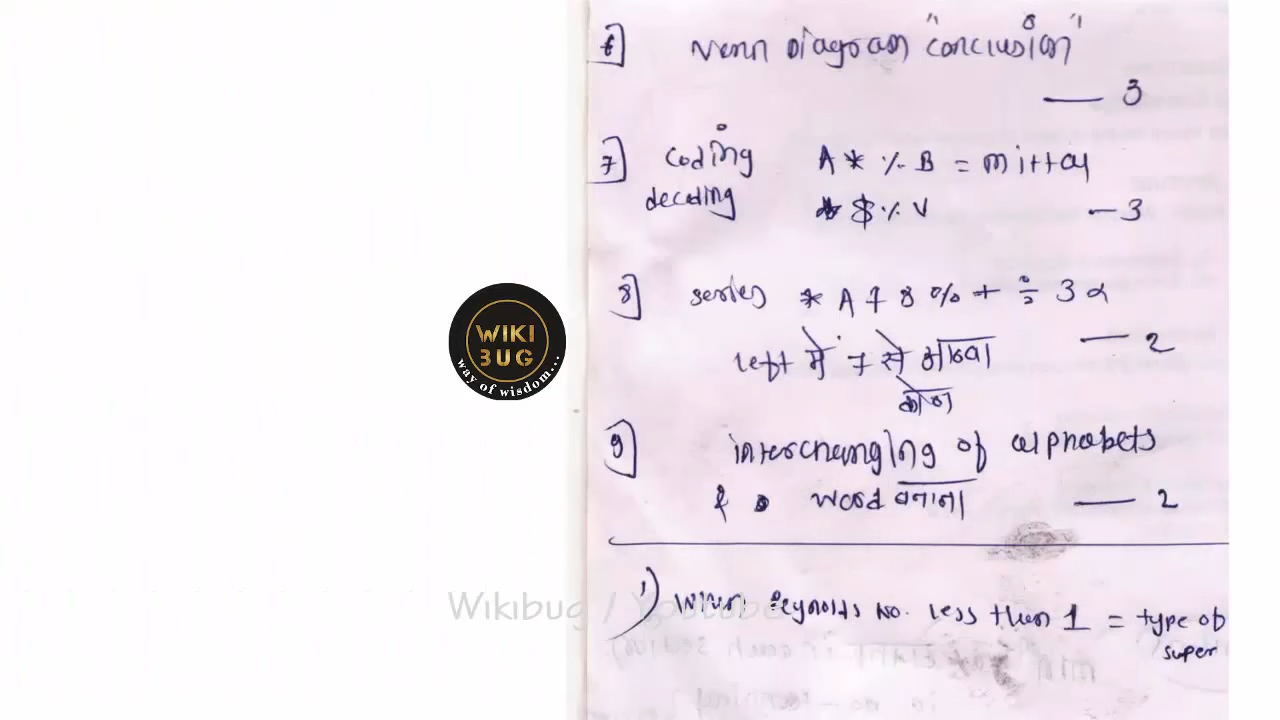 6] Venn Diagram "conclusion"
— 3
7] coding A * % B = mittal
decoding $ % V — 3
8] series * A 7 8 % + ÷ 3 α
— 2
left में 7 से आठवा
कौन
9] interchanging of alphabets
& word बनाना — 2
1) When Reynolds no. less then 1 = type of
super
WIKI
BUG
way of wisdom...
Wikibug / Youtube